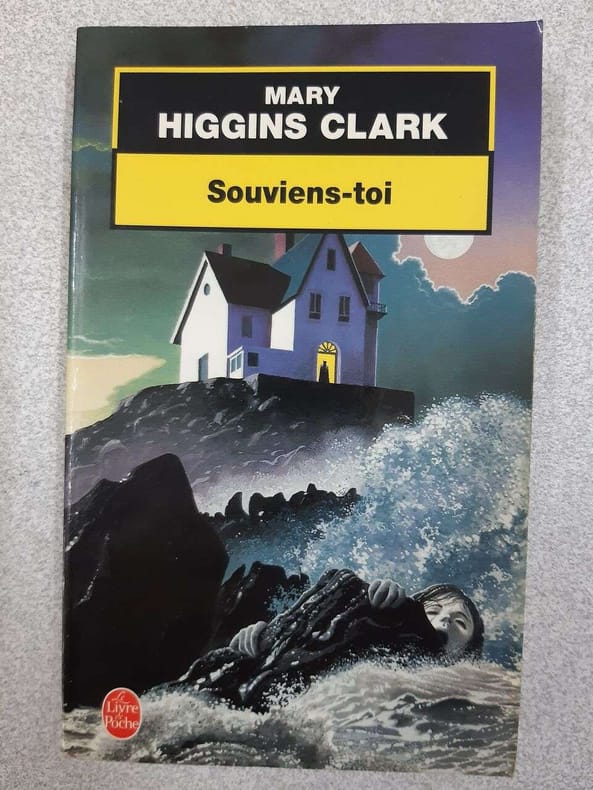 MARY
HIGGINS CLARK
Souviens-toi
Le
Livre
de
Poche